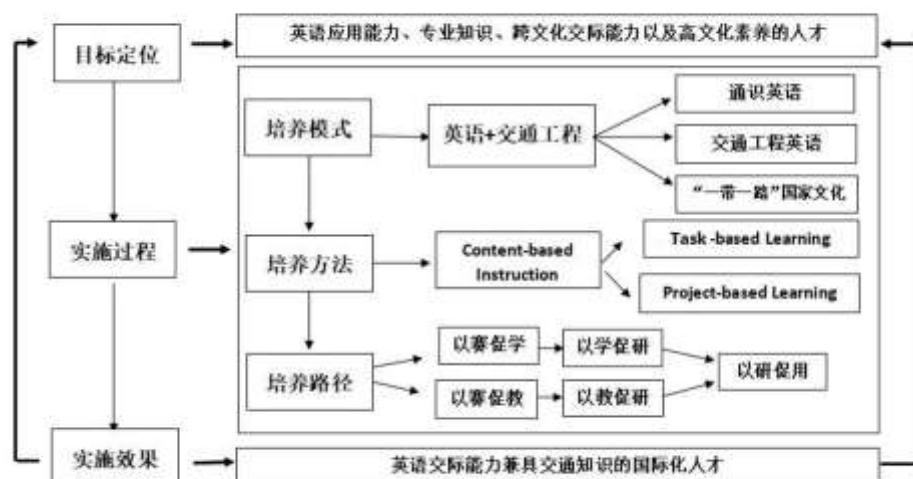 目标定位
英语应用能力、专业知识、跨文化交际能力以及高文化素养的人才
培养模式
英语+交通工程
通识英语
交通工程英语
“一带一路”国家文化
实施过程
培养方法
Content-based
Instruction
Task -based Learning
Project-based Learning
培养路径
以赛促学
以学促研
以赛促教
以教促研
以研促用
实施效果
英语交际能力兼具交通知识的国际化人才